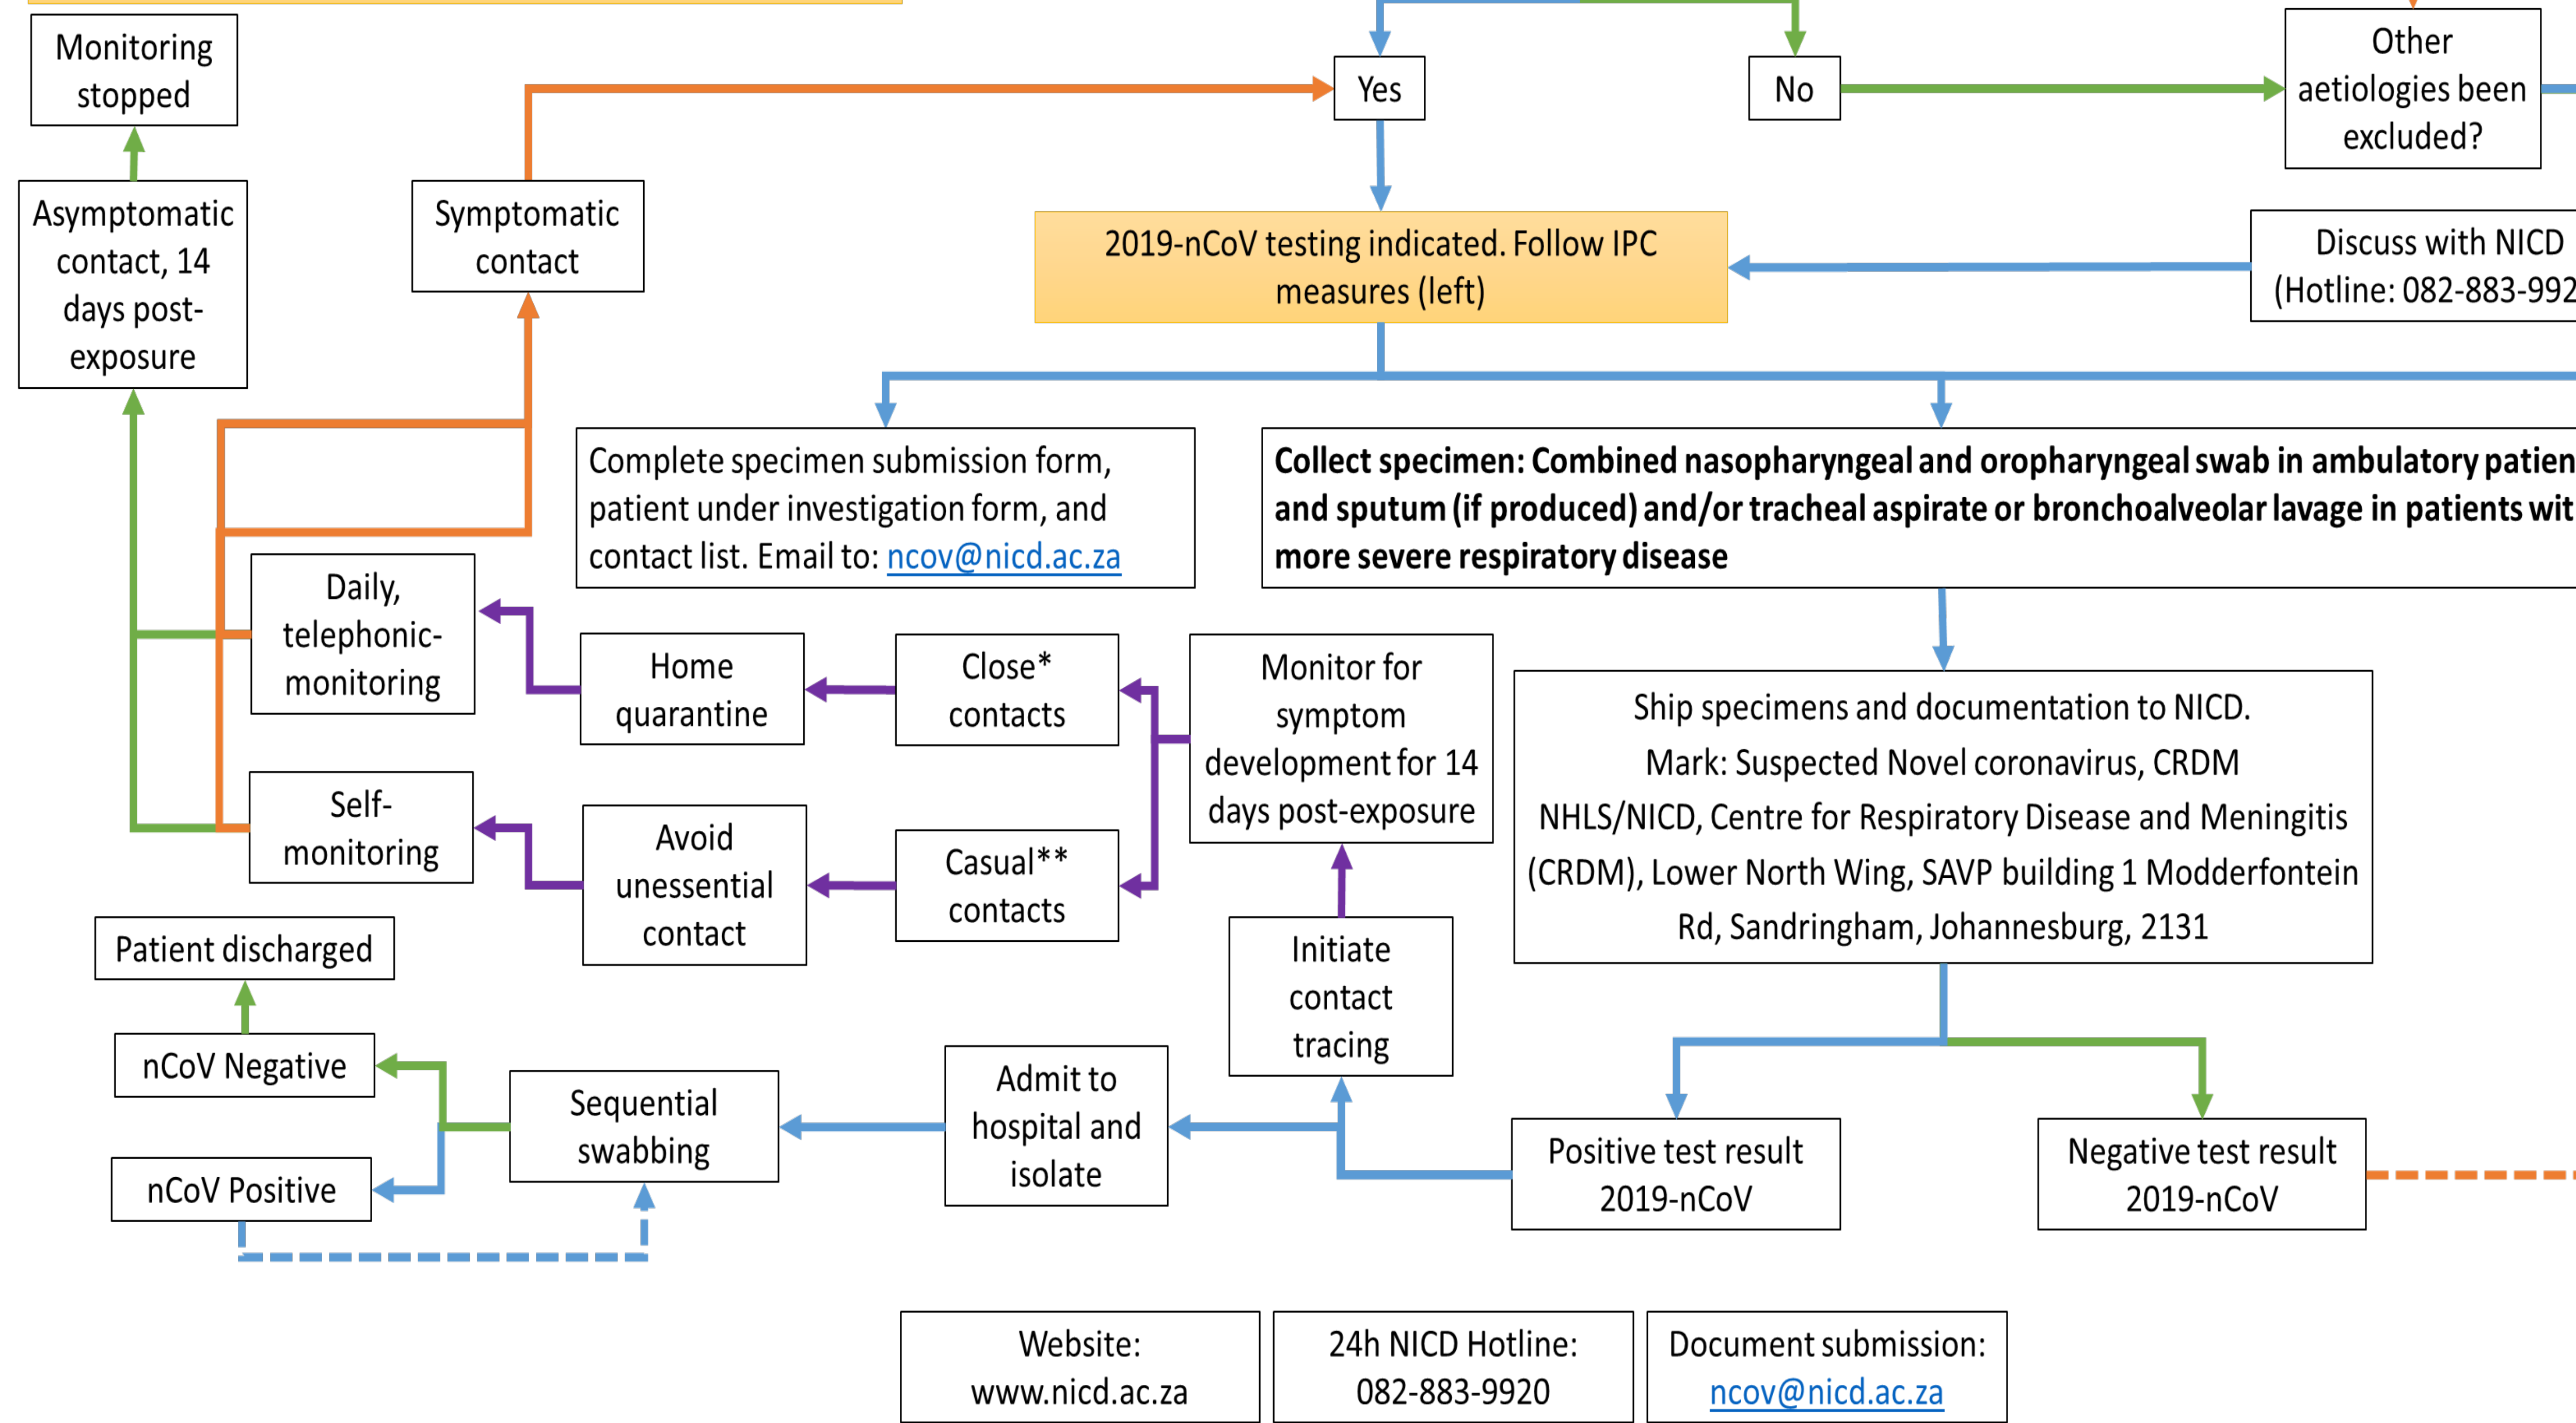 Monitoring
stopped
Yes
No
Other
aetiologies been
excluded?
Asymptomatic
contact, 14
days post-
exposure
Symptomatic
contact
2019-nCoV testing indicated. Follow IPC
measures (left)
Discuss with NICD
(Hotline: 082-883-992
Complete specimen submission form,
patient under investigation form, and
contact list. Email to: ncov@nicd.ac.za
Collect specimen: Combined nasopharyngeal and oropharyngeal swab in ambulatory patien
and sputum (if produced) and/or tracheal aspirate or bronchoalveolar lavage in patients wit
more severe respiratory disease
Daily,
telephonic-
monitoring
Home
quarantine
Close*
contacts
Monitor for
symptom
development for 14
days post-exposure
Ship specimens and documentation to NICD.
Mark: Suspected Novel coronavirus, CRDM
NHLS/NICD, Centre for Respiratory Disease and Meningitis
(CRDM), Lower North Wing, SAVP building 1 Modderfontein
Rd, Sandringham, Johannesburg, 2131
Self-
monitoring
Avoid
unessential
contact
Casual**
contacts
Patient discharged
Initiate
contact
tracing
nCoV Negative
Sequential
swabbing
Admit to
hospital and
isolate
Positive test result
2019-nCoV
Negative test result
2019-nCoV
nCoV Positive
Website:
www.nicd.ac.za
24h NICD Hotline:
082-883-9920
Document submission:
ncov@nicd.ac.za